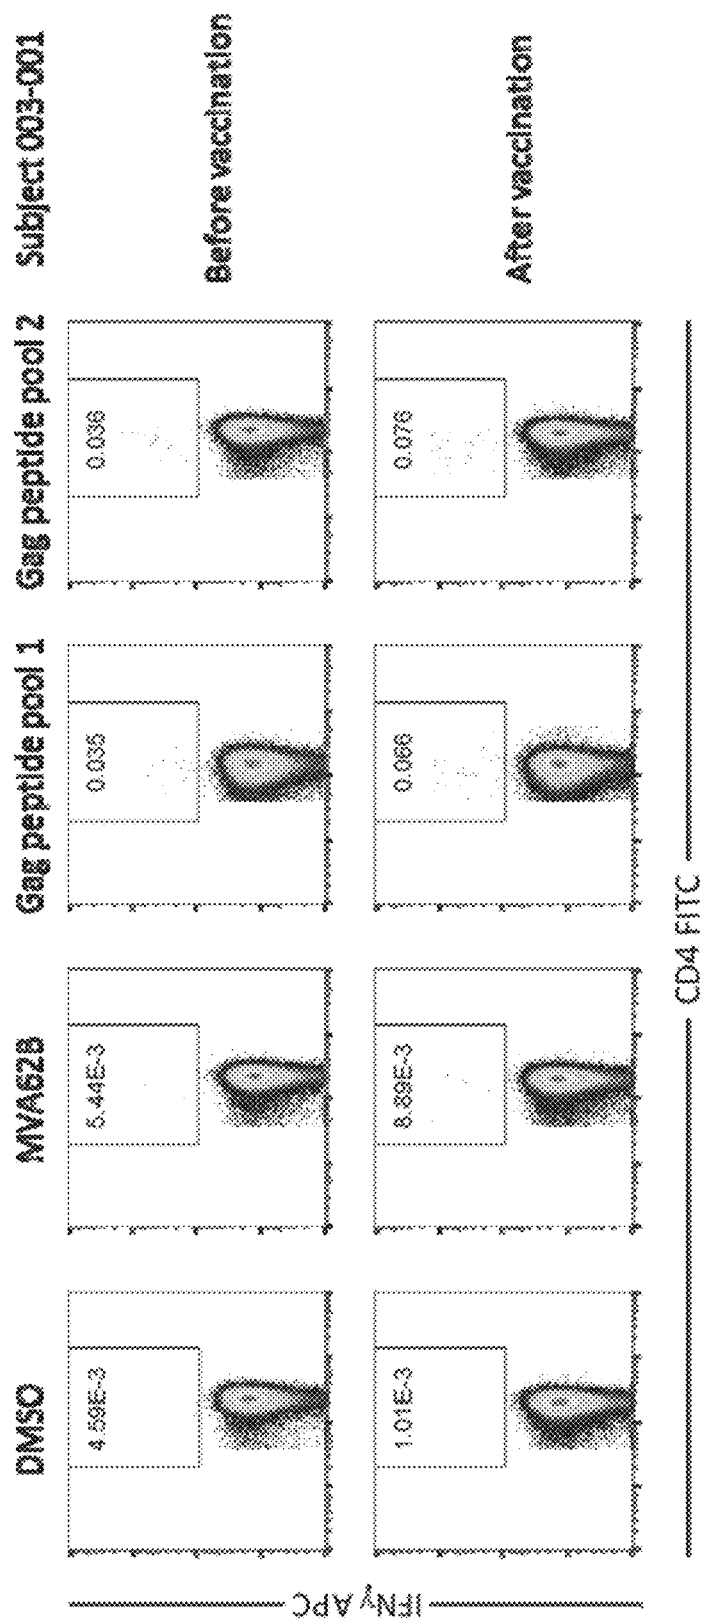 DMSO
MVA62B
Gag peptide pool 1
Gag peptide pool 2
Subject 003-001
4.59E-3
5.44E-3
0.035
0.036
Before vaccination
1.01E-3
8.89E-3
0.066
0.076
After vaccination
IFNγ APC
CD4 FITC